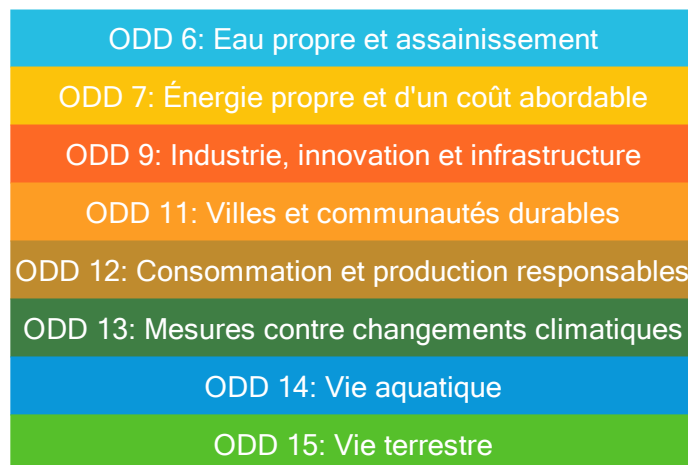 ODD 6: Eau propre et assainissement
ODD 7: Énergie propre et d'un coût abordable
ODD 9: Industrie, innovation et infrastructure
ODD 11: Villes et communautés durables
ODD 12: Consommation et production responsables
ODD 13: Mesures contre changements climatiques
ODD 14: Vie aquatique
ODD 15: Vie terrestre